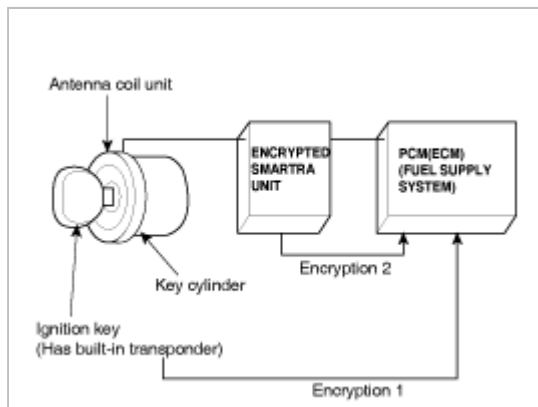 Antenna coil unit
ENCRYPTED
SMARTRA
UNIT
PCM(ECM)
(FUEL SUPPLY
SYSTEM)
Encryption 2
Key cylinder
Ignition key
(Has built-in transponder)
Encryption 1